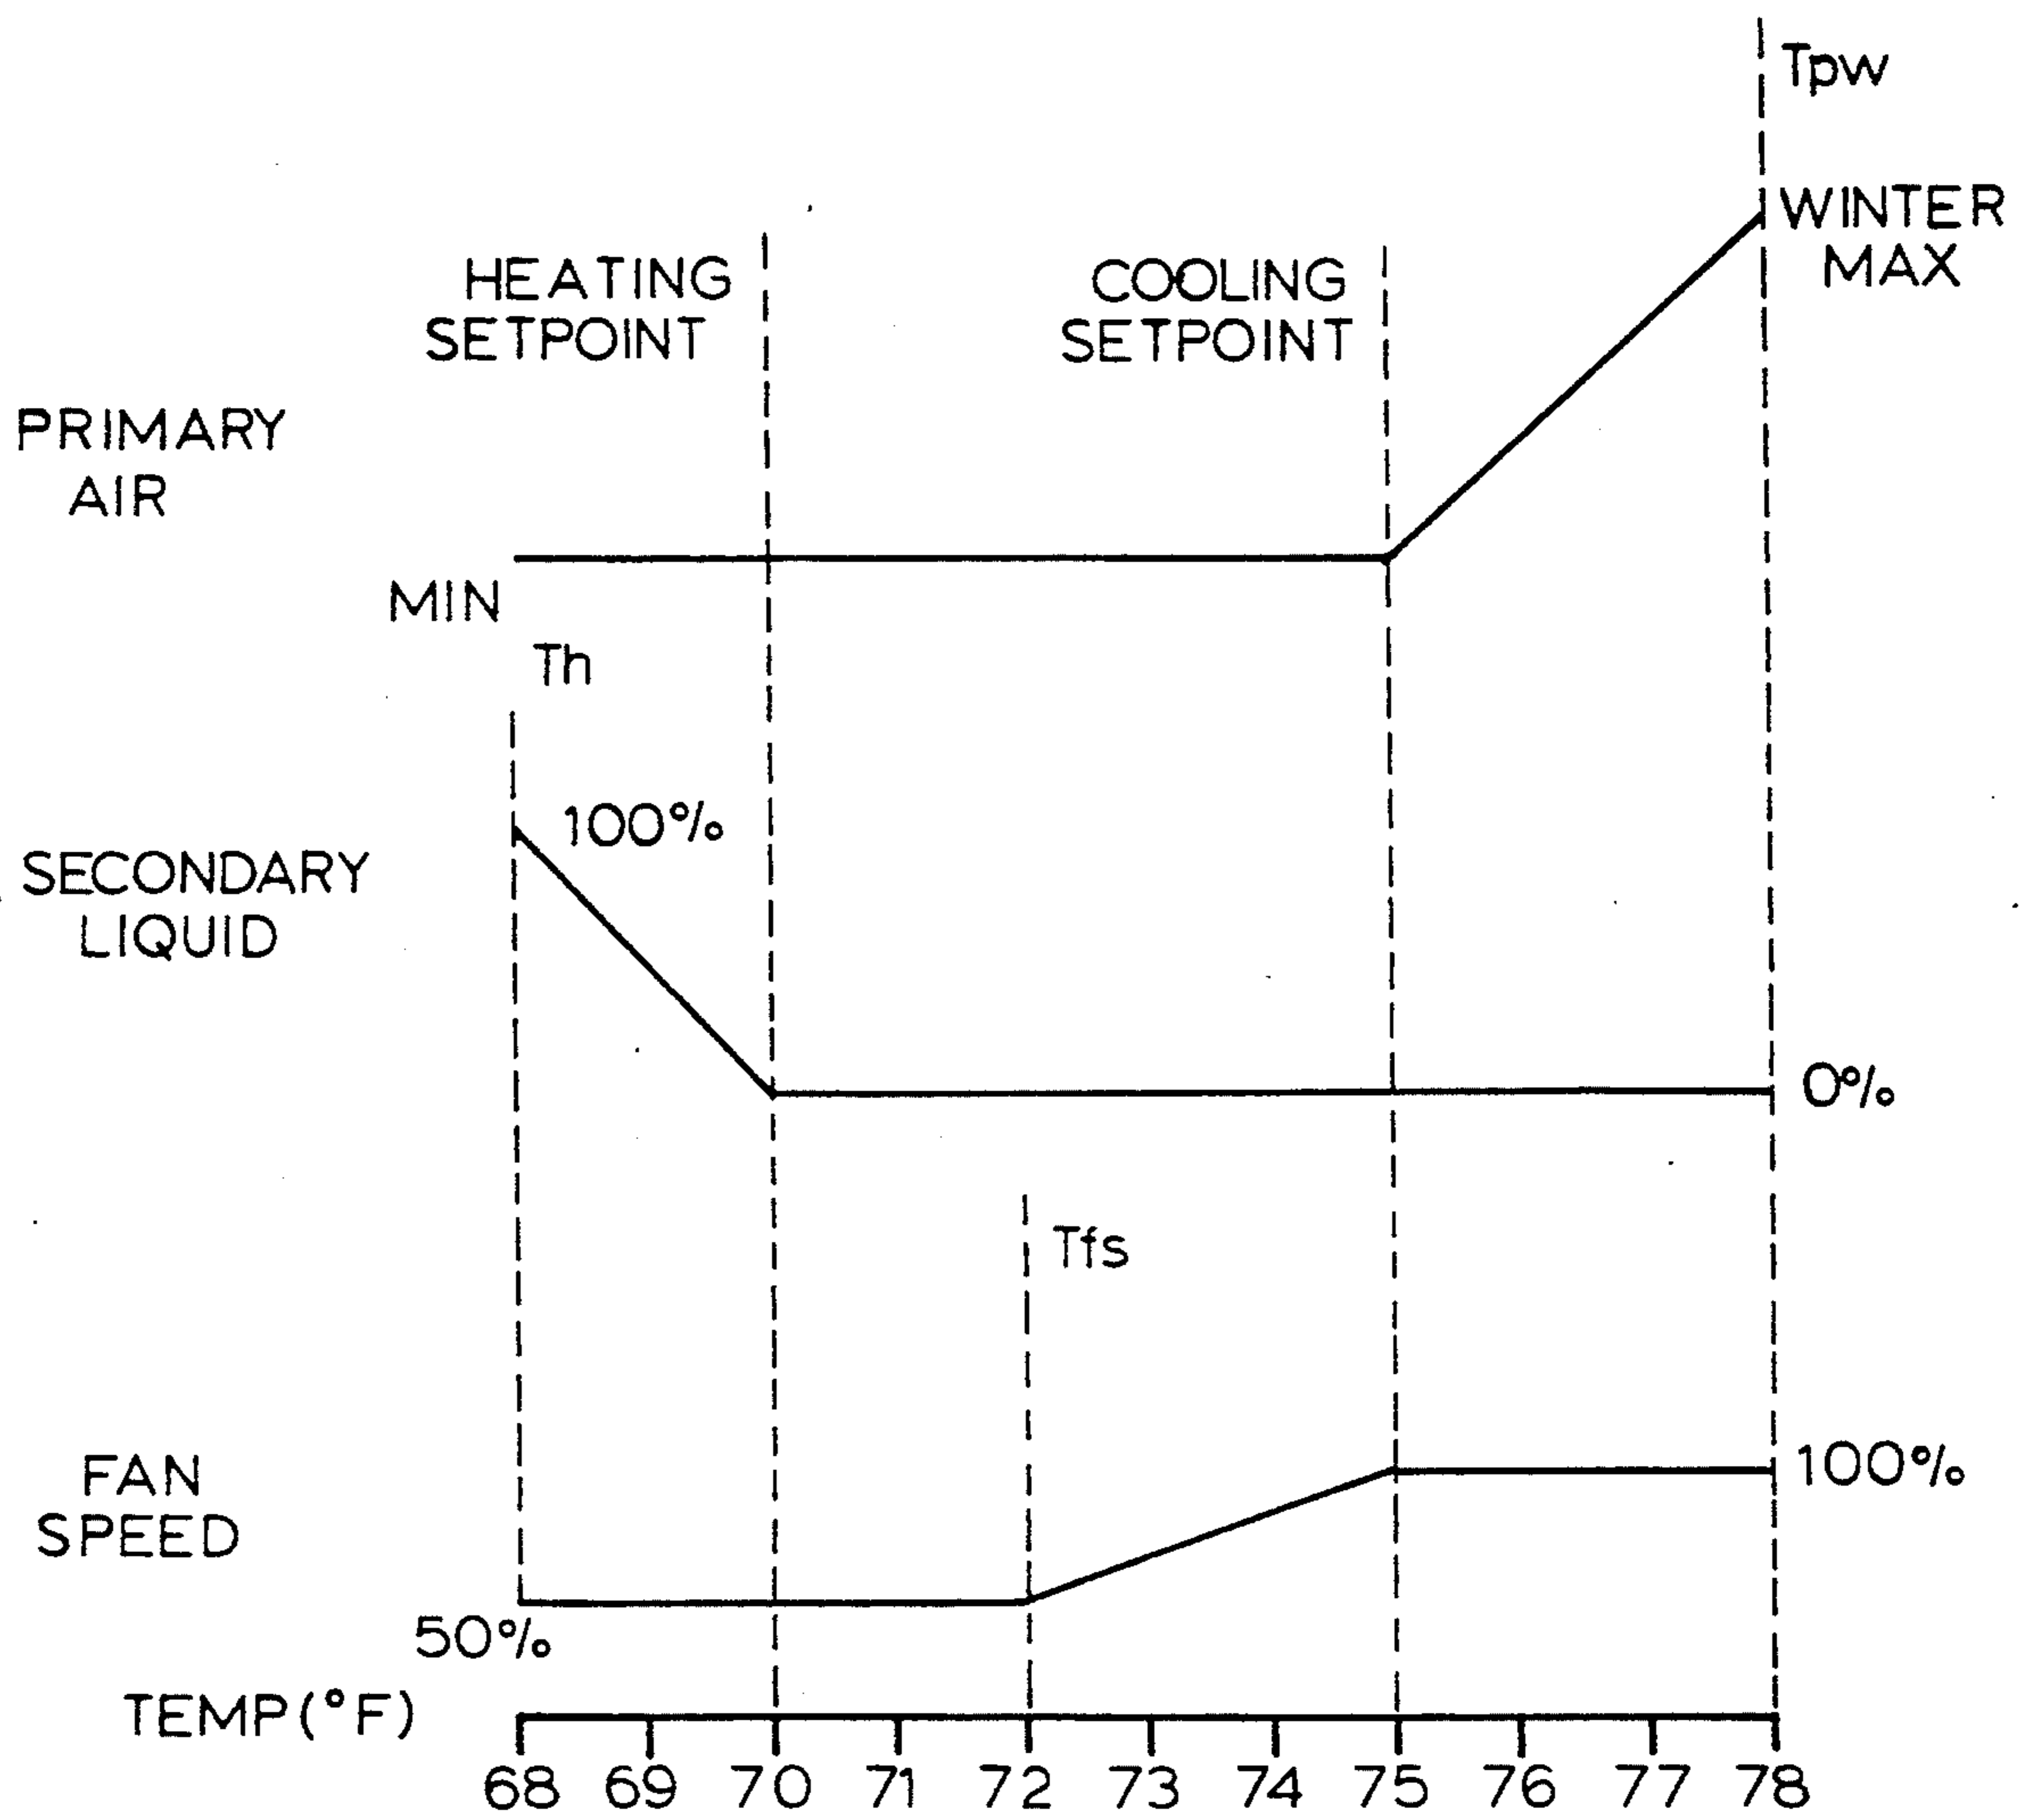 Tpw
WINTER
MAX
HEATING
SETPOINT
COOLING
SETPOINT
PRIMARY
AIR
MIN
Th
100%
SECONDARY
LIQUID
0%
Tfs
FAN
SPEED
100%
50%
TEMP(°F)
68 69 70 71 72 73 74 75 76 77 78